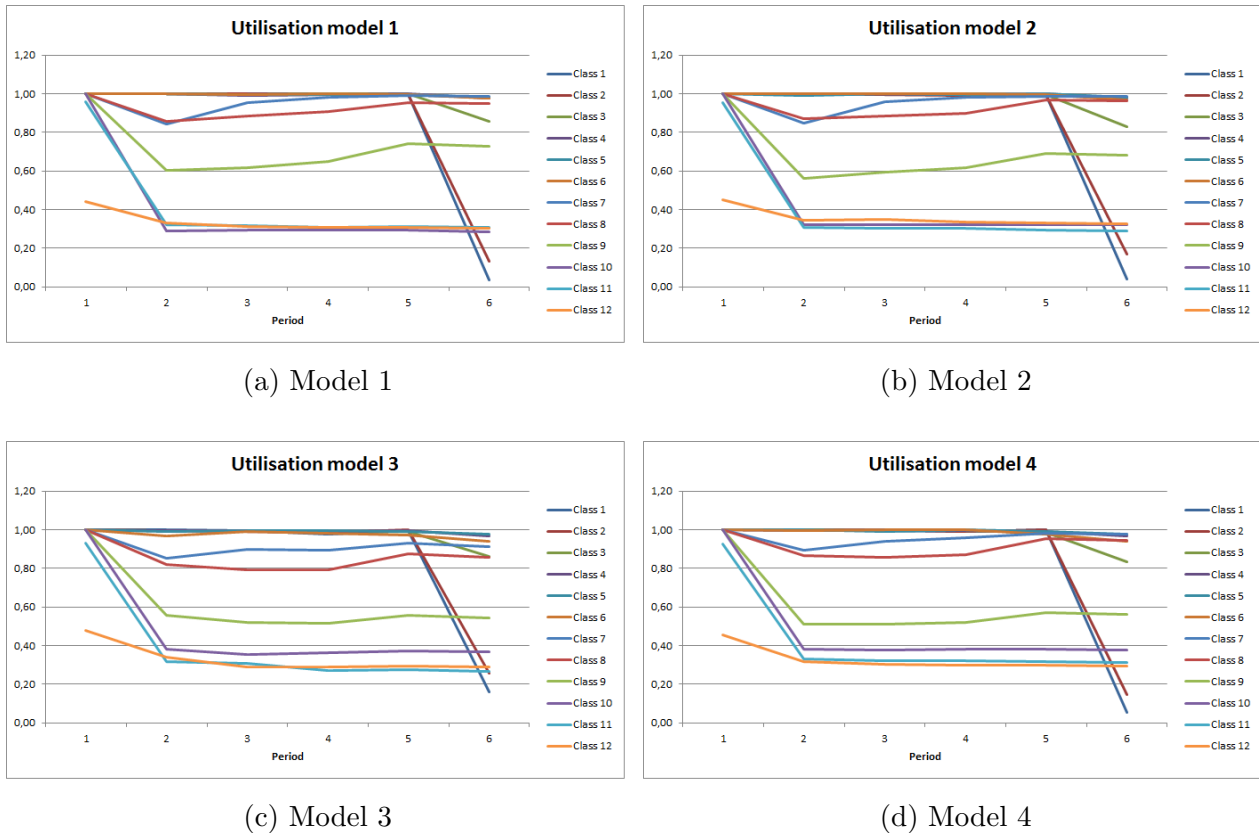 Utilisation model 1
1,20
1,00
0,80
0,60
0,40
0,20
0,00
1 2 3 4 5 6
Period
Class 1
Class 2
Class 3
Class 4
Class 5
Class 6
Class 7
Class 8
Class 9
Class 10
Class 11
Class 12
(a) Model 1
Utilisation model 2
1,20
1,00
0,80
0,60
0,40
0,20
0,00
1 2 3 4 5 6
Period
Class 1
Class 2
Class 3
Class 4
Class 5
Class 6
Class 7
Class 8
Class 9
Class 10
Class 11
Class 12
(b) Model 2
Utilisation model 3
1,20
1,00
0,80
0,60
0,40
0,20
0,00
1 2 3 4 5 6
Period
Class 1
Class 2
Class 3
Class 4
Class 5
Class 6
Class 7
Class 8
Class 9
Class 10
Class 11
Class 12
(c) Model 3
Utilisation model 4
1,20
1,00
0,80
0,60
0,40
0,20
0,00
1 2 3 4 5 6
Period
Class 1
Class 2
Class 3
Class 4
Class 5
Class 6
Class 7
Class 8
Class 9
Class 10
Class 11
Class 12
(d) Model 4